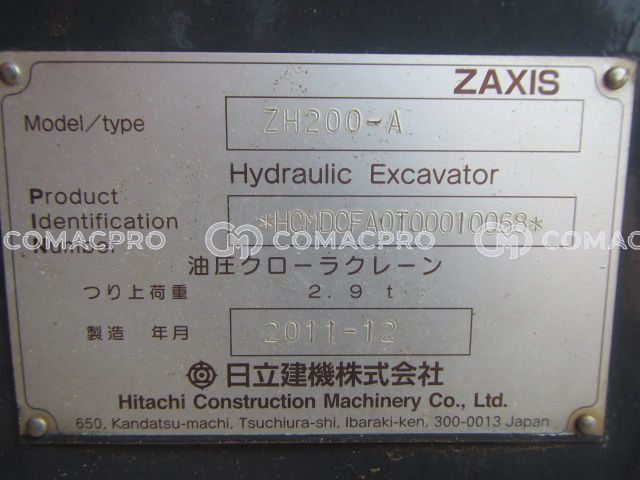 ZAXIS
Model/type ZH200-A
Hydraulic Excavator
Product
Identification *HCMDCFA0T00010068*
Number
COMACPRO COMACPRO COMACPRO
油圧クローラクレーン
つり上荷重 2.9 t
製造 年月 2011-12
日立建機株式会社
Hitachi Construction Machinery Co., Ltd.
650, Kandatsu-machi, Tsuchiura-shi, Ibaraki-ken, 300-0013 Japan